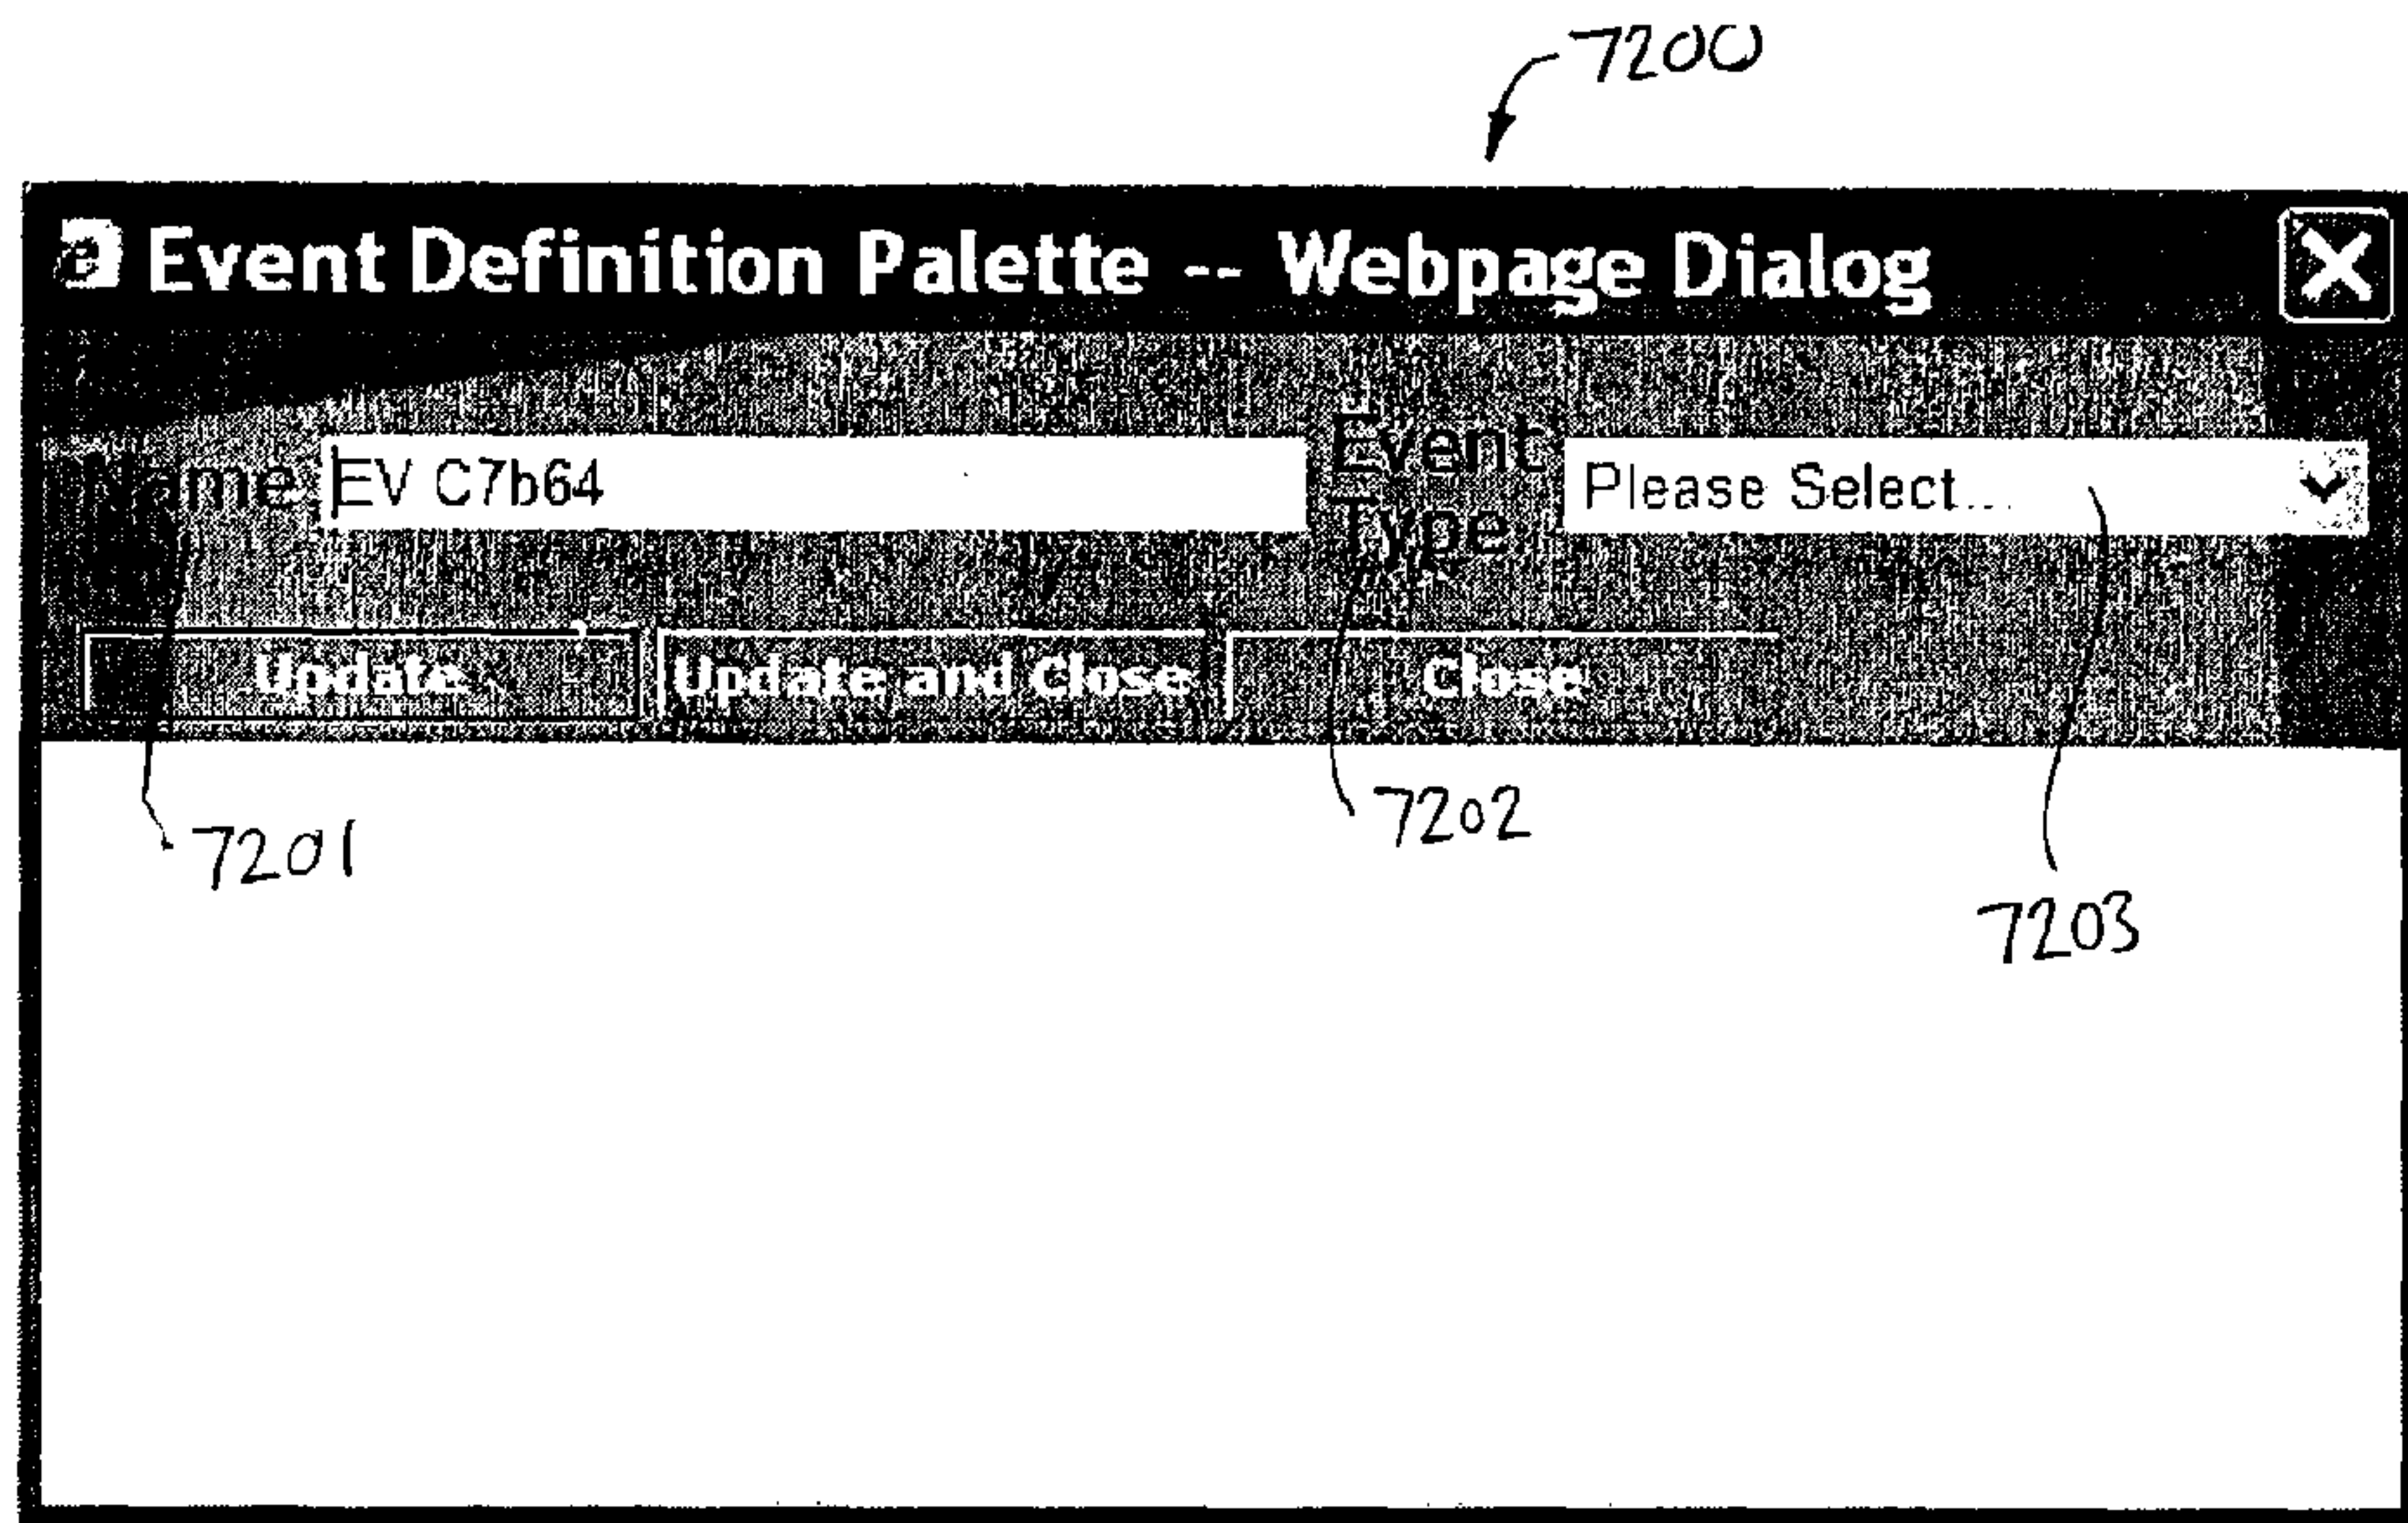 7200
Event Definition Palette -- Webpage Dialog
Name: EV C7b64 Event Type: Please Select...
Update Update and Close Close
7201 7202 7203